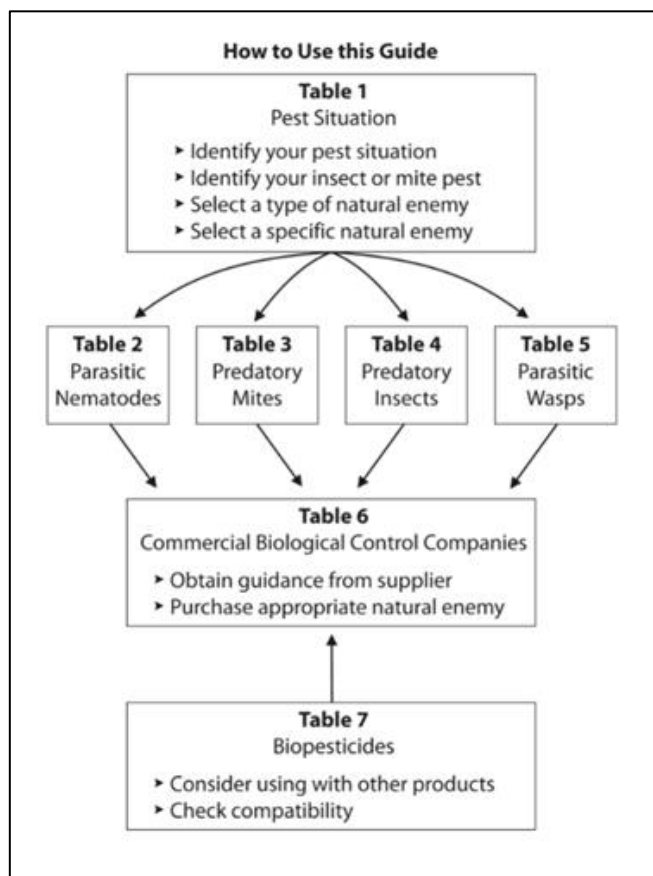 How to Use this Guide
Table 1
Pest Situation
➤ Identify your pest situation
➤ Identify your insect or mite pest
➤ Select a type of natural enemy
➤ Select a specific natural enemy
Table 2
Parasitic
Nematodes
Table 3
Predatory
Mites
Table 4
Predatory
Insects
Table 5
Parasitic
Wasps
Table 6
Commercial Biological Control Companies
➤ Obtain guidance from supplier
➤ Purchase appropriate natural enemy
Table 7
Biopesticides
➤ Consider using with other products
➤ Check compatibility